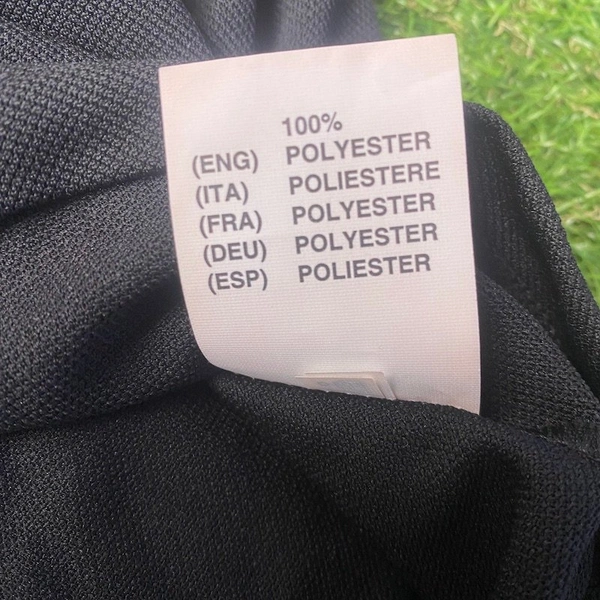 100%
(ENG) POLYESTER
(ITA) POLIESTERE
(FRA) POLYESTER
(DEU) POLYESTER
(ESP) POLIESTER